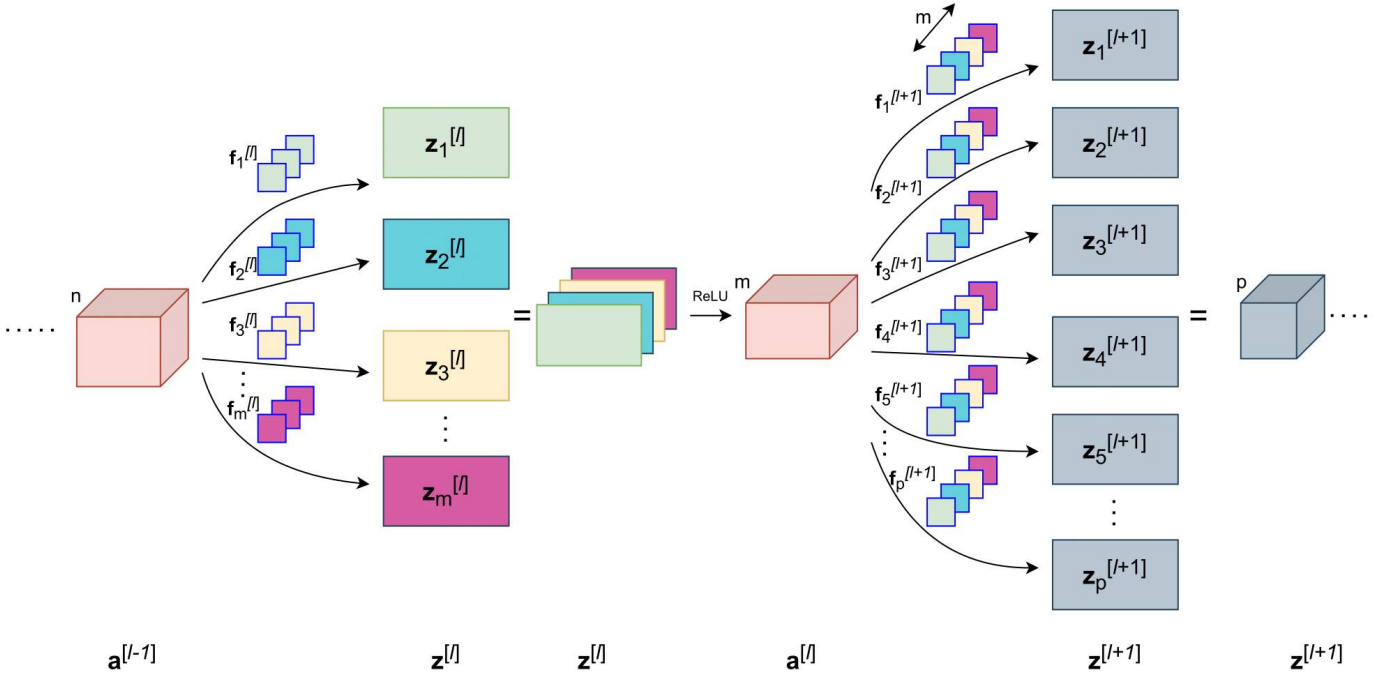 n
f₁[l]
f₂[l]
f₃[l]
fₘ[l]
z₁[l]
z₂[l]
z₃[l]
zₘ[l]
=
ReLU
m
m
f₁[l+1]
f₂[l+1]
f₃[l+1]
f₄[l+1]
f₅[l+1]
fₚ[l+1]
z₁[l+1]
z₂[l+1]
z₃[l+1]
z₄[l+1]
z₅[l+1]
zₚ[l+1]
=
p
a[l-1]
z[l]
z[l]
a[l]
z[l+1]
z[l+1]